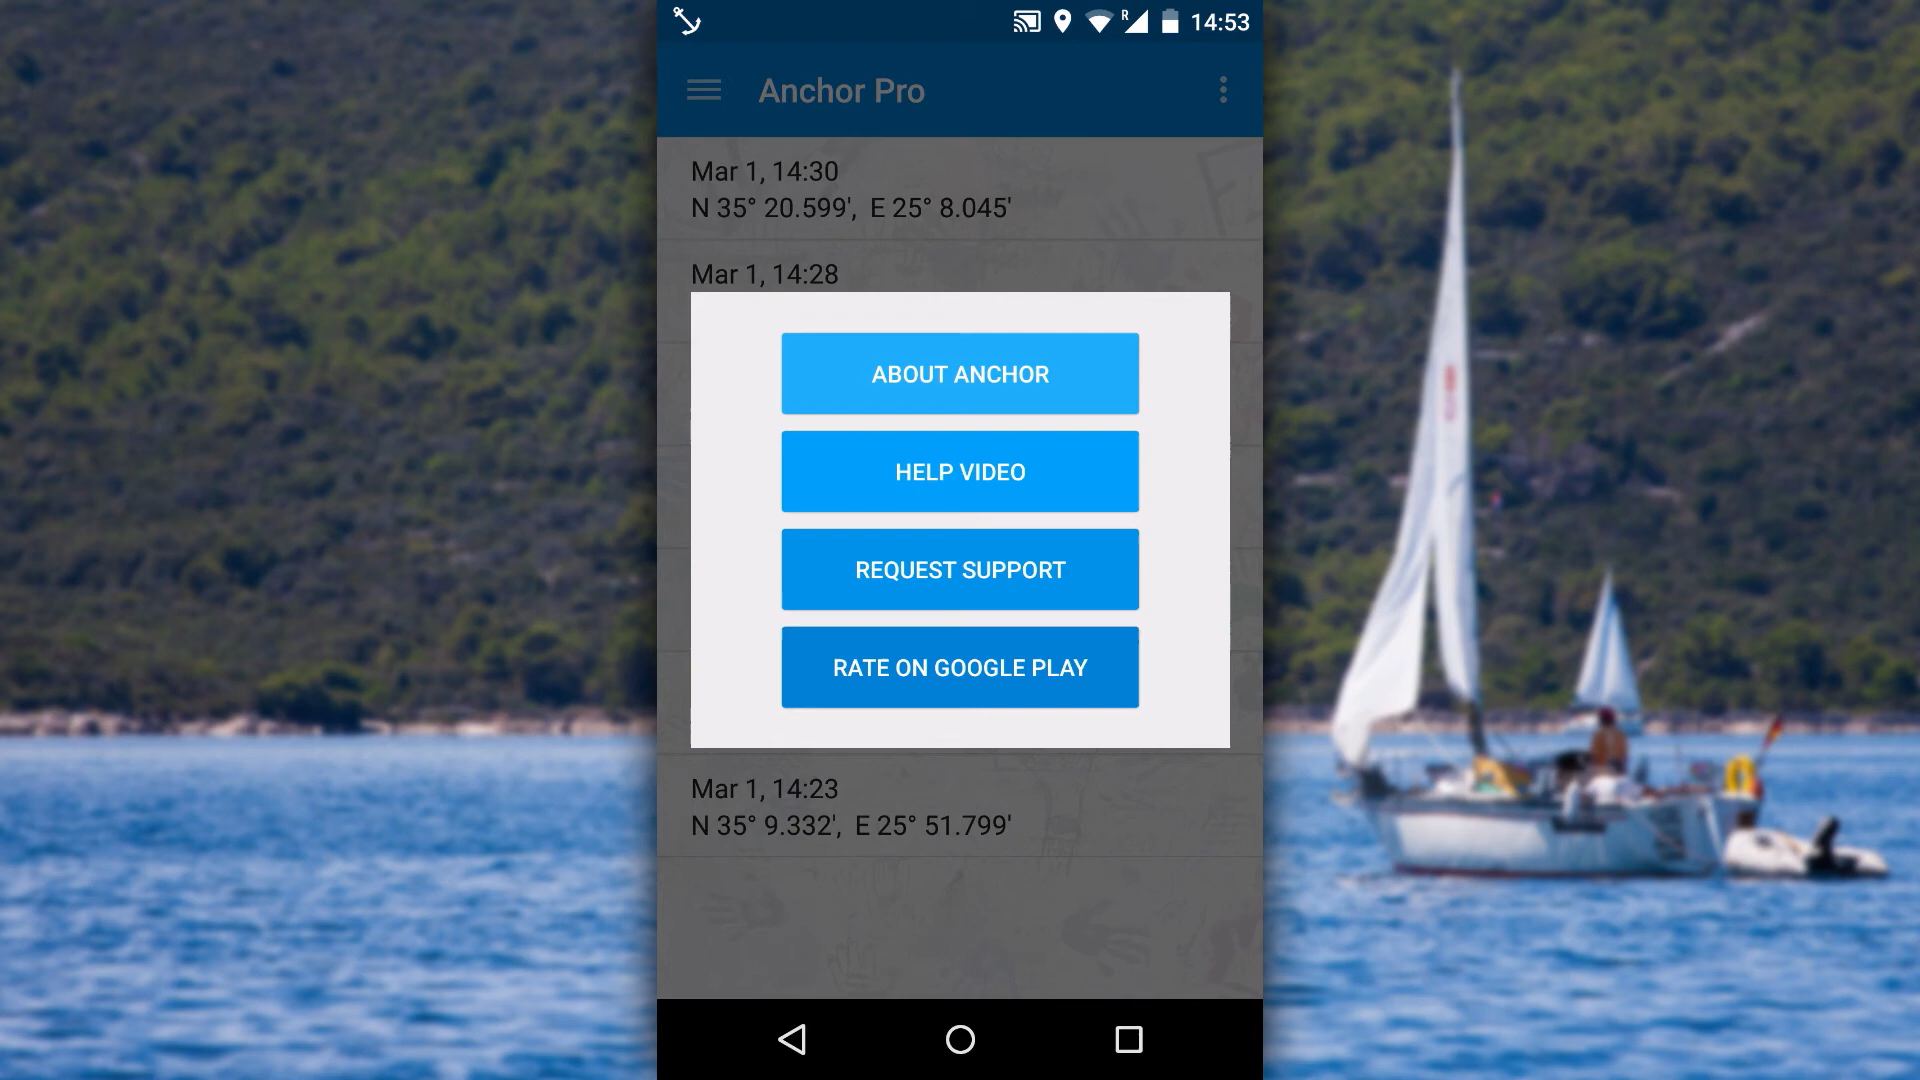 R 14:53
Anchor Pro
Mar 1, 14:30
N 35° 20.599', E 25° 8.045'
Mar 1, 14:28
ABOUT ANCHOR
HELP VIDEO
REQUEST SUPPORT
RATE ON GOOGLE PLAY
Mar 1, 14:23
N 35° 9.332', E 25° 51.799'